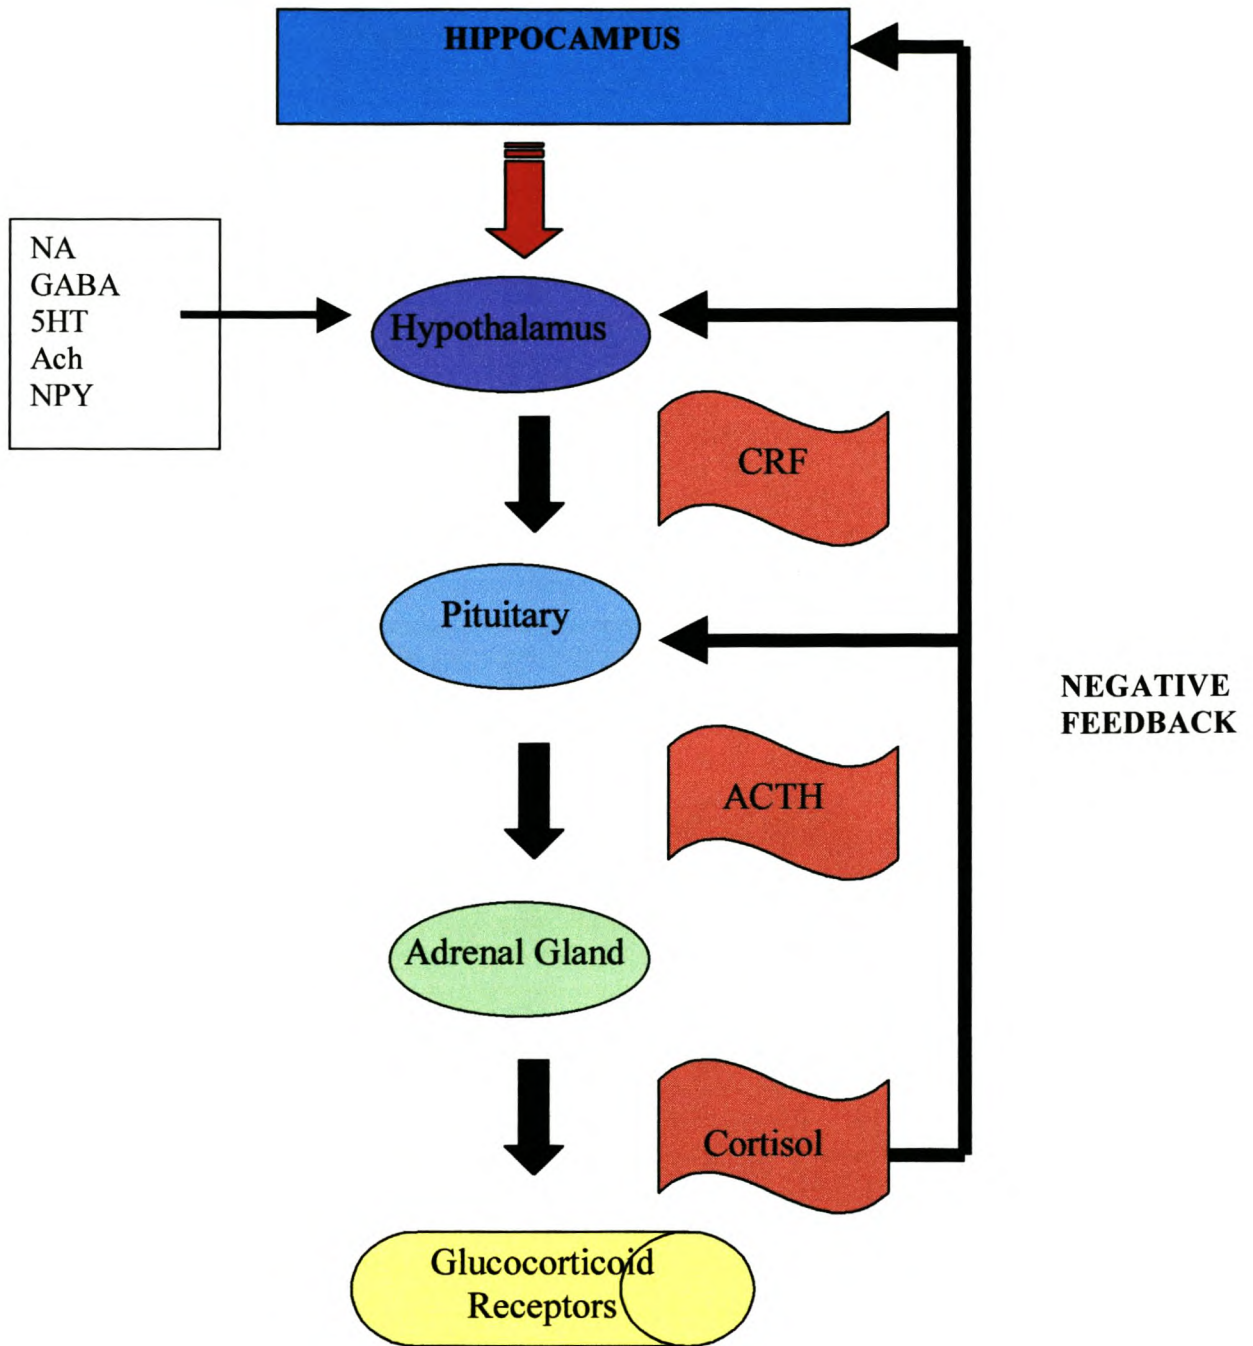 HIPPOCAMPUS
NA
GABA
5HT
Ach
NPY
Hypothalamus
CRF
Pituitary
NEGATIVE
FEEDBACK
ACTH
Adrenal Gland
Cortisol
Glucocorticoid
Receptors